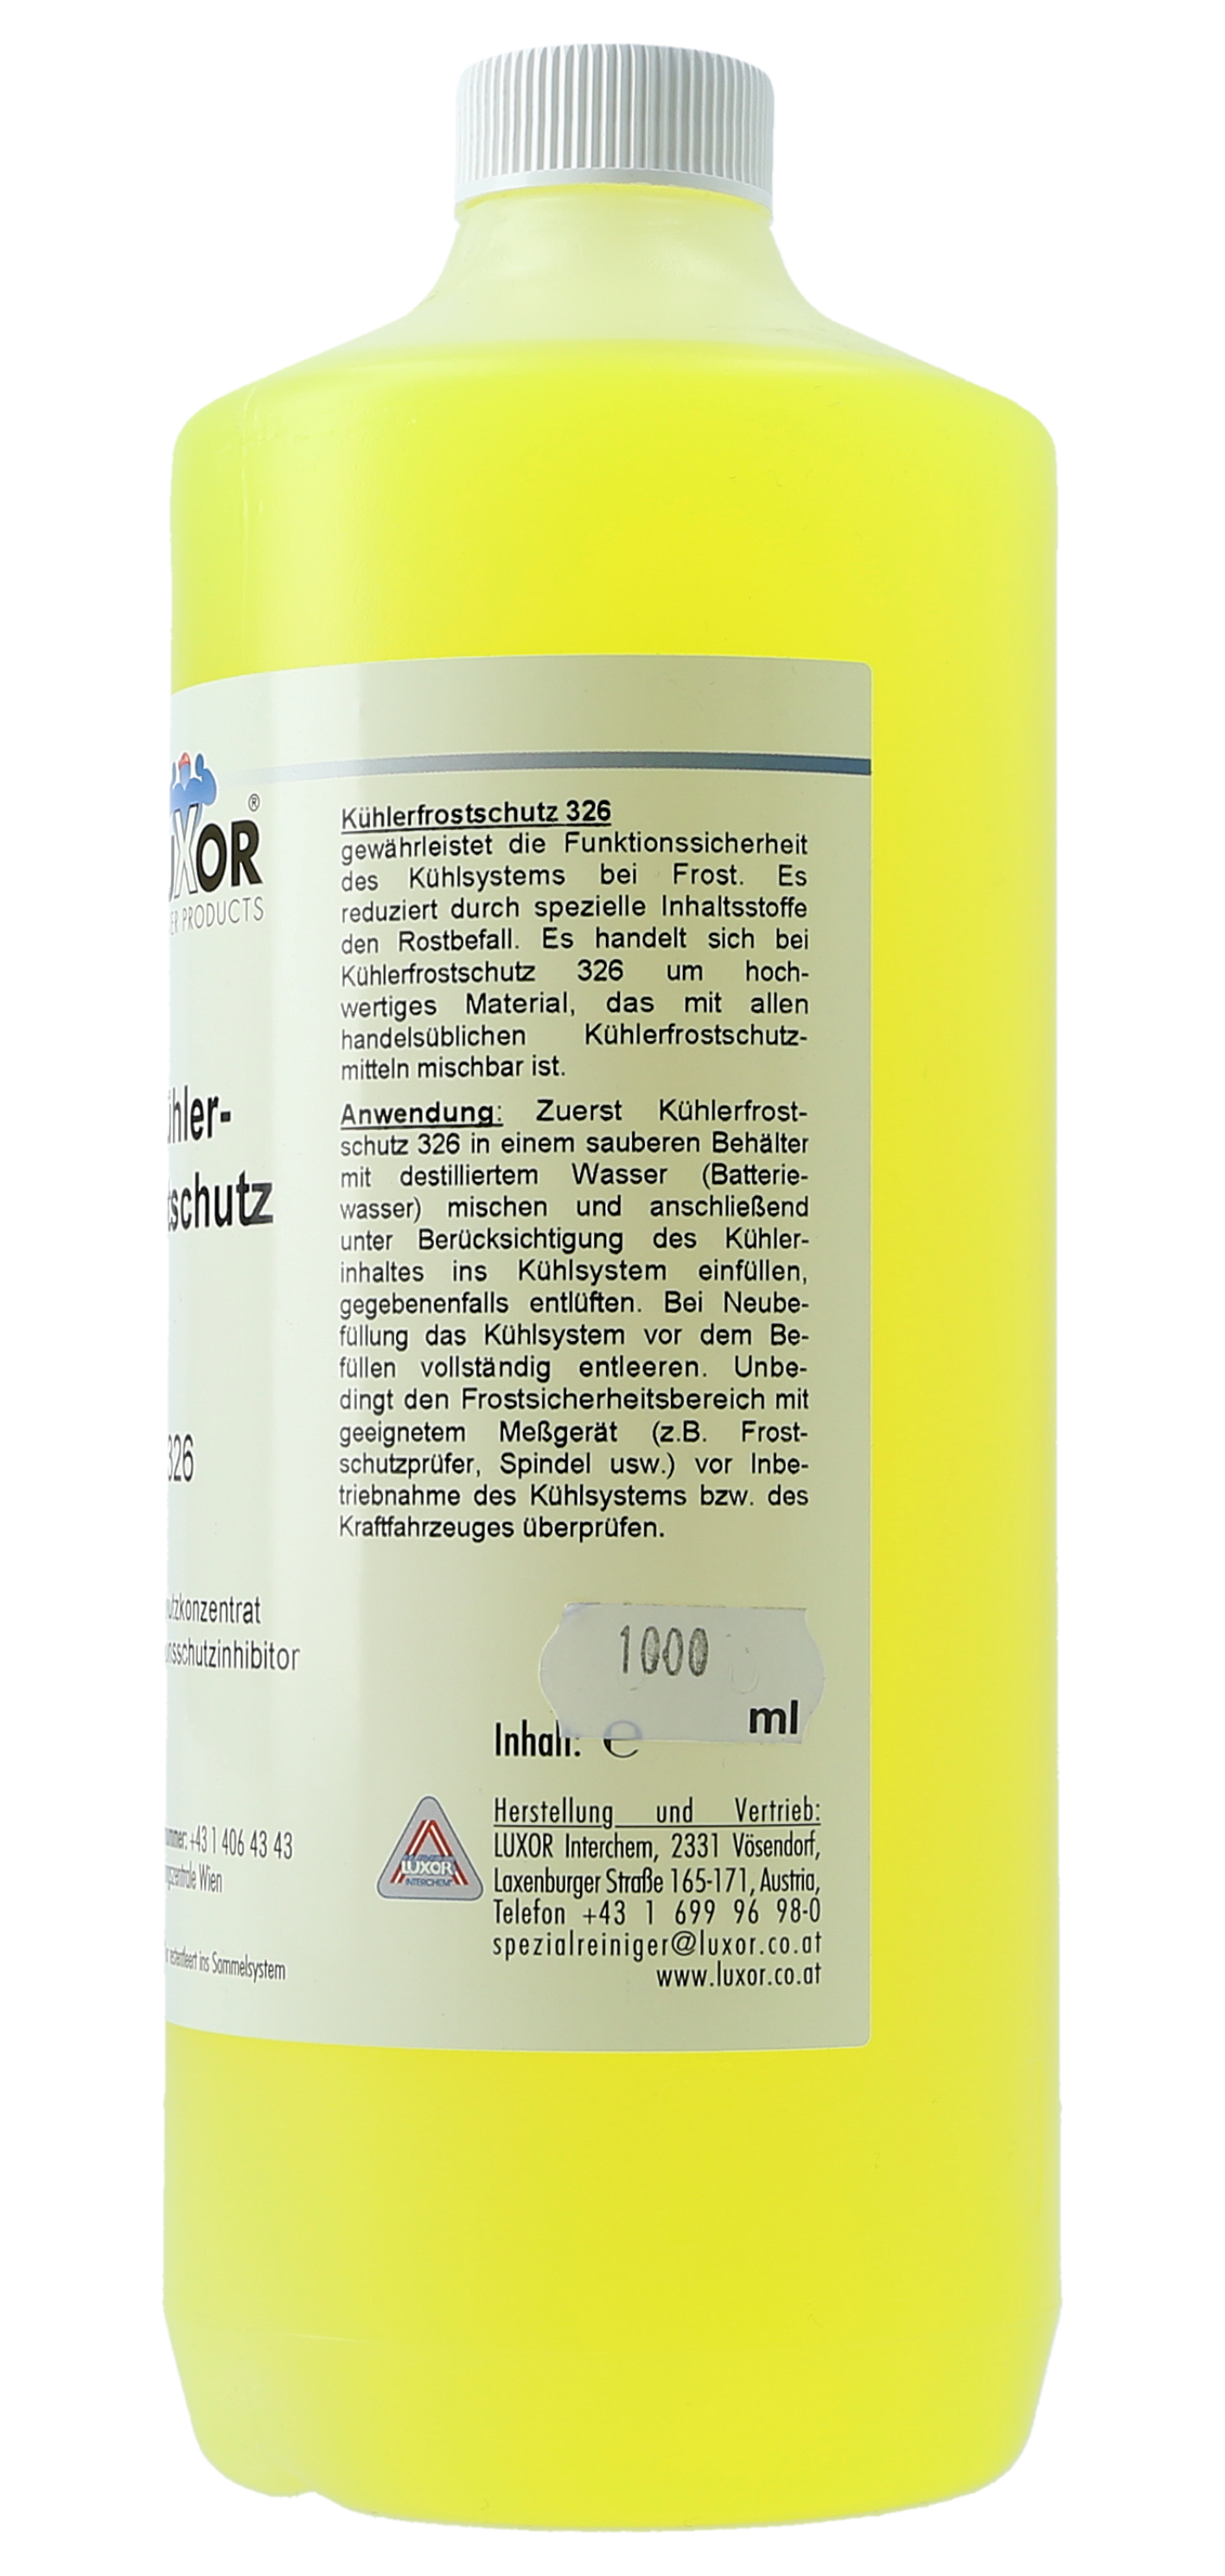 OR®
PRODUCTS
326
Kühlerfrostschutz 326
gewährleistet die Funktionssicherheit
des Kühlsystems bei Frost. Es
reduziert durch spezielle Inhaltsstoffe
den Rostbefall. Es handelt sich bei
Kühlerfrostschutz 326 um hoch-
wertiges Material, das mit allen
handelsüblichen Kühlerfrostschutz-
mitteln mischbar ist.
Anwendung: Zuerst Kühlerfrost-
schutz 326 in einem sauberen Behälter
mit destilliertem Wasser (Batterie-
wasser) mischen und anschließend
unter Berücksichtigung des Kühler-
inhaltes ins Kühlsystem einfüllen,
gegebenenfalls entlüften. Bei Neube-
füllung das Kühlsystem vor dem Be-
füllen vollständig entleeren. Unbe-
dingt den Frostsicherheitsbereich mit
geeignetem Meßgerät (z.B. Frost-
schutzprüfer, Spindel usw.) vor Inbe-
triebnahme des Kühlsystems bzw. des
Kraftfahrzeuges überprüfen.
+43 1 406 43 43
Wien
ins Sammelsystem
1000
ml
Inhalt: e
LUXOR
INTERCHEM
Herstellung und Vertrieb:
LUXOR Interchem, 2331 Vösendorf,
Laxenburger Straße 165-171, Austria,
Telefon +43 1 699 96 98-0
spezialreiniger@luxor.co.at
www.luxor.co.at